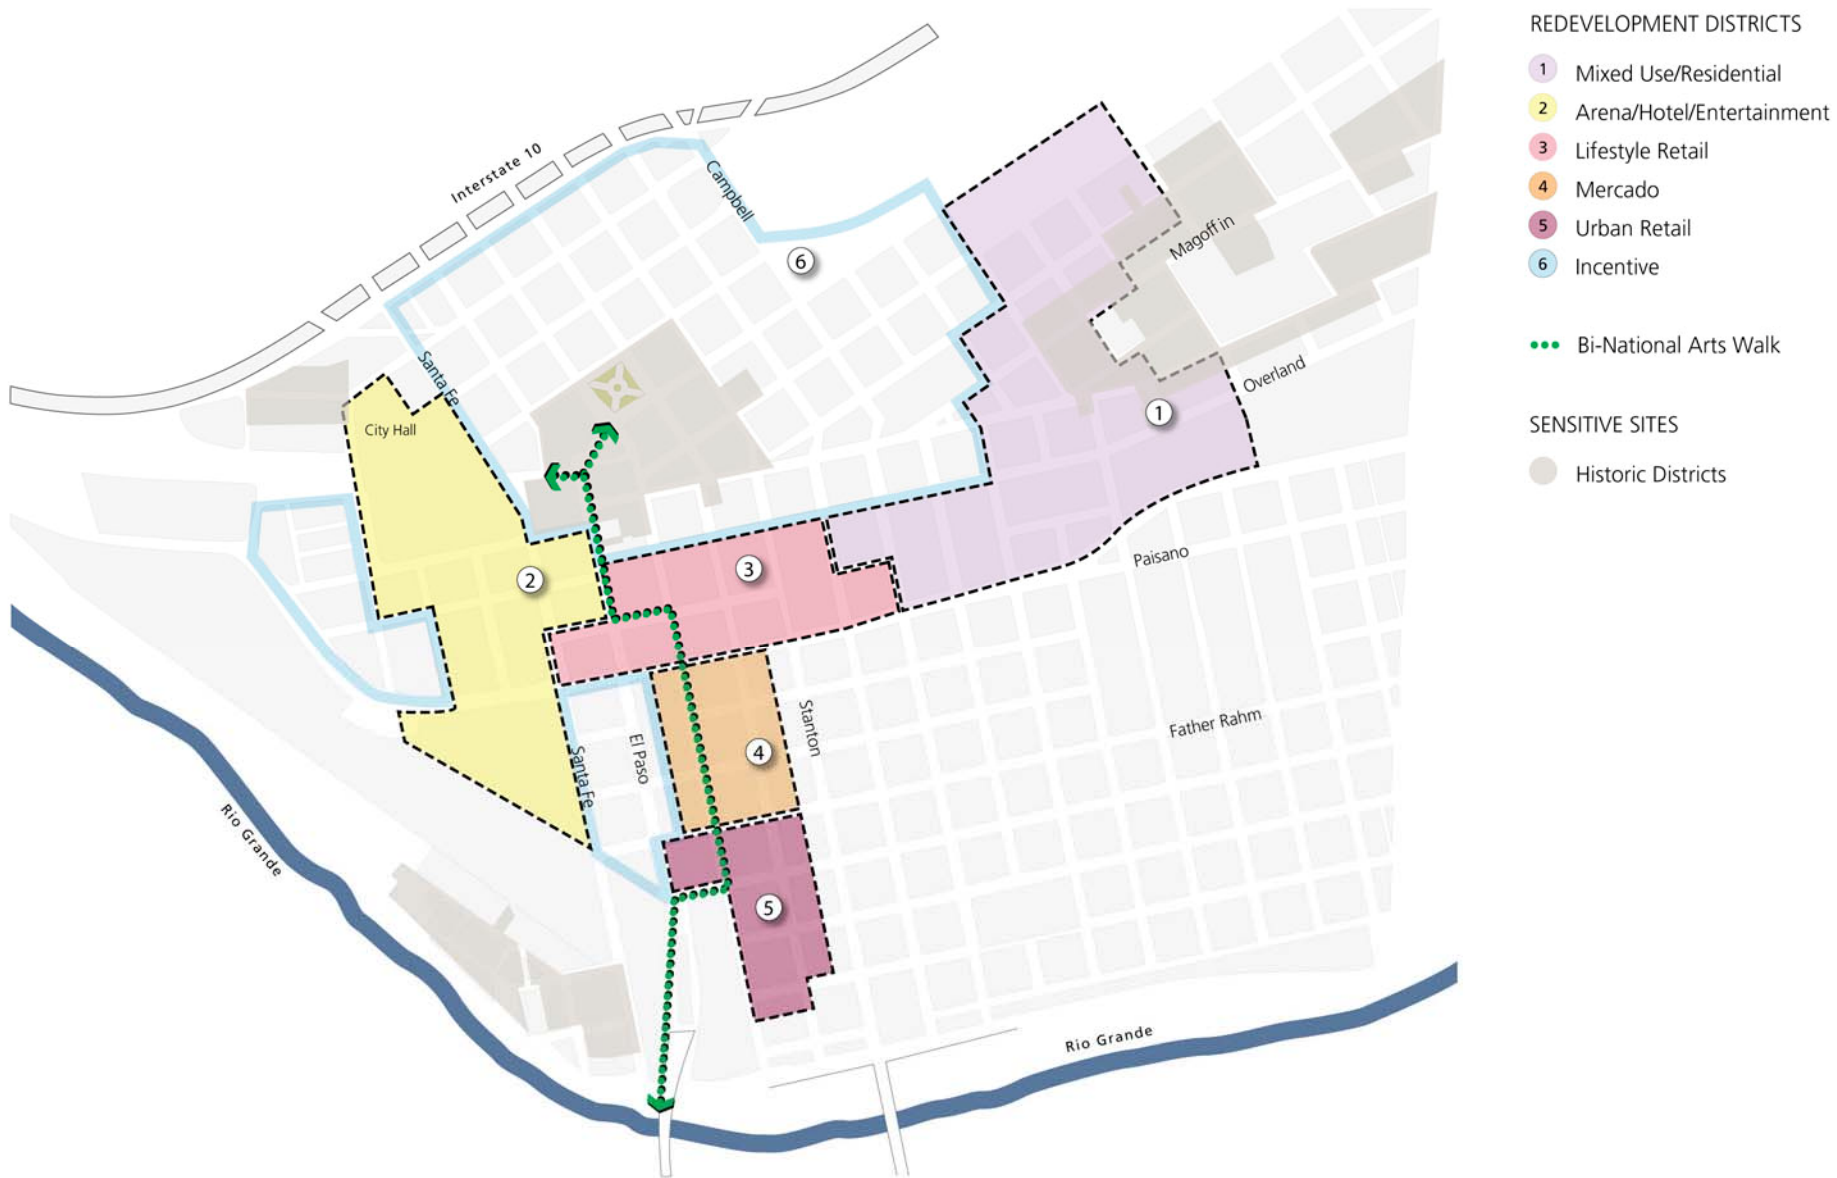 REDEVELOPMENT DISTRICTS
1 Mixed Use/Residential
2 Arena/Hotel/Entertainment
3 Lifestyle Retail
4 Mercado
5 Urban Retail
6 Incentive
Bi-National Arts Walk
SENSITIVE SITES
Historic Districts
Interstate 10
Campbell
6
Magoffin
Santa Fe
Overland
1
City Hall
2
3
Paisano
Stanton
Father Rahm
El Paso
4
Santa Fe
Rio Grande
5
Rio Grande